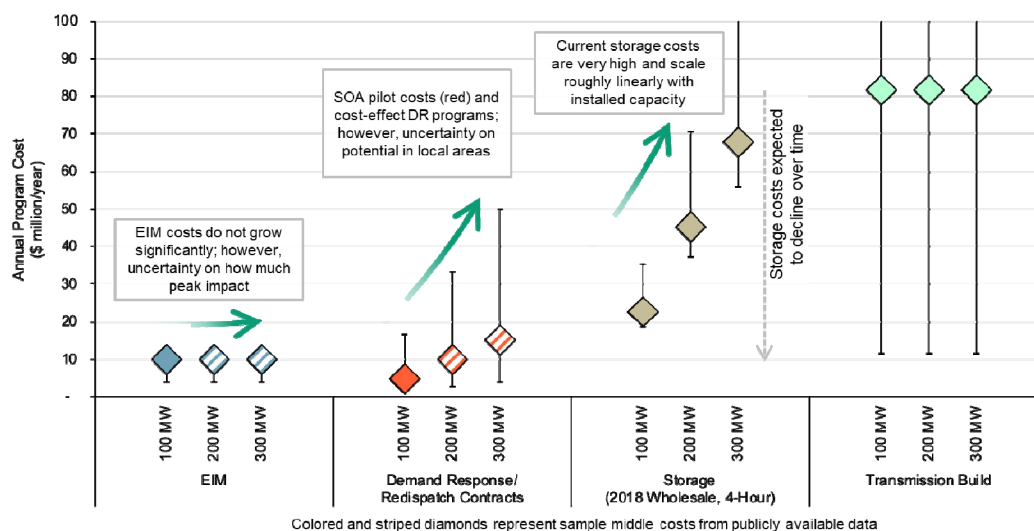 100
90
80
70
60
50
40
30
20
10
-
Annual Program Cost
($ million/year)
EIM costs do not grow
significantly; however,
uncertainty on how much
peak impact
SOA pilot costs (red) and
cost-effect DR programs;
however, uncertainty on
potential in local areas
Current storage costs
are very high and scale
roughly linearly with
installed capacity
Storage costs expected
to decline over time
100 MW
200 MW
300 MW
100 MW
200 MW
300 MW
100 MW
200 MW
300 MW
100 MW
200 MW
300 MW
EIM
Demand Response/
Redispatch Contracts
Storage
(2018 Wholesale, 4-Hour)
Transmission Build
Colored and striped diamonds represent sample middle costs from publicly available data